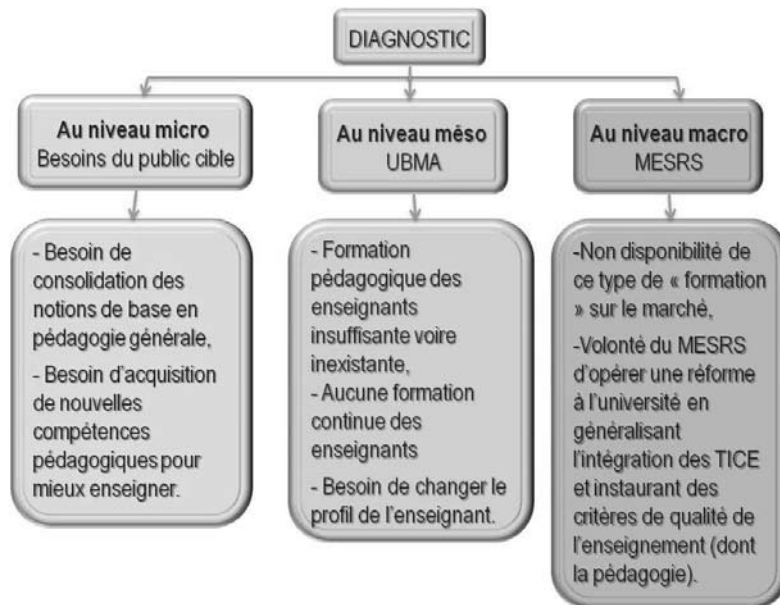 DIAGNOSTIC
Au niveau micro
Besoins du public cible
Au niveau méso
UBMA
Au niveau macro
MESRS
- Besoin de
consolidation des
notions de base en
pédagogie générale,
- Besoin d'acquisition
de nouvelles
compétences
pédagogiques pour
mieux enseigner.
- Formation
pédagogique des
enseignants
insuffisante voire
inexistante,
- Aucune formation
continue des
enseignants
- Besoin de changer le
profil de l'enseignant.
-Non disponibilité de
ce type de « formation
» sur le marché,
-Volonté du MESRS
d'opérer une réforme
à l'université en
généralisant
l'intégration des TICE
et instaurant des
critères de qualité de
l'enseignement (dont
la pédagogie).